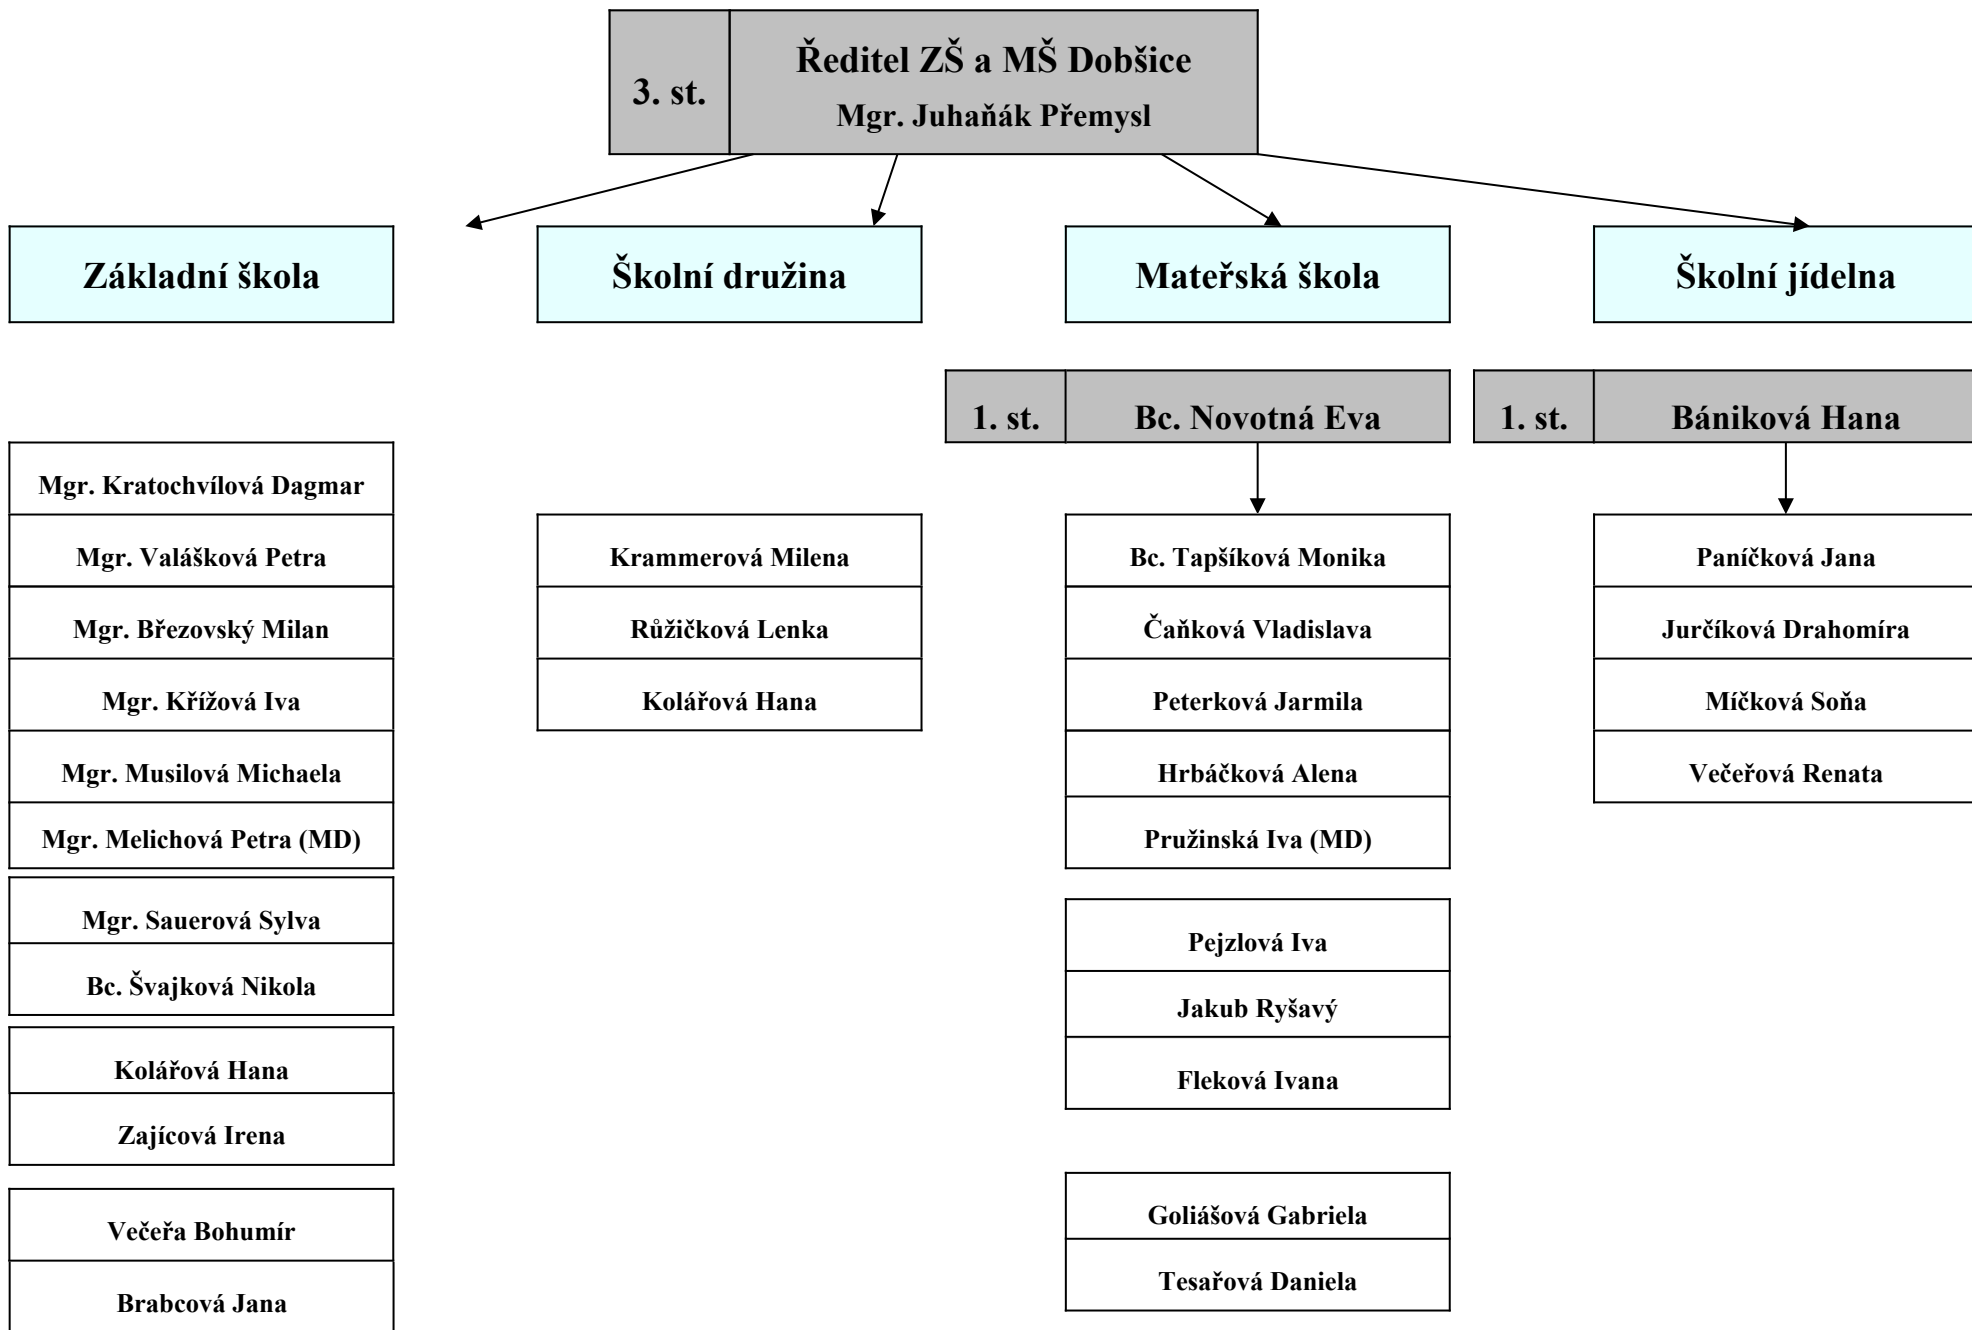 3. st.
Ředitel ZŠ a MŠ Dobšice
Mgr. Juhaňák Přemysl
Základní škola
Školní družina
Mateřská škola
Školní jídelna
1. st.
Bc. Novotná Eva
1. st.
Bániková Hana
Mgr. Kratochvílová Dagmar
Mgr. Valášková Petra
Mgr. Březovský Milan
Mgr. Křížová Iva
Mgr. Musilová Michaela
Mgr. Melichová Petra (MD)
Mgr. Sauerová Sylva
Bc. Švajková Nikola
Kolářová Hana
Zajícová Irena
Večeřa Bohumír
Brabcová Jana
Krammerová Milena
Růžičková Lenka
Kolářová Hana
Bc. Tapšíková Monika
Čaňková Vladislava
Peterková Jarmila
Hrbáčková Alena
Pružinská Iva (MD)
Pejzlová Iva
Jakub Ryšavý
Fleková Ivana
Goliášová Gabriela
Tesařová Daniela
Paníčková Jana
Jurčíková Drahomíra
Míčková Soňa
Večeřová Renata